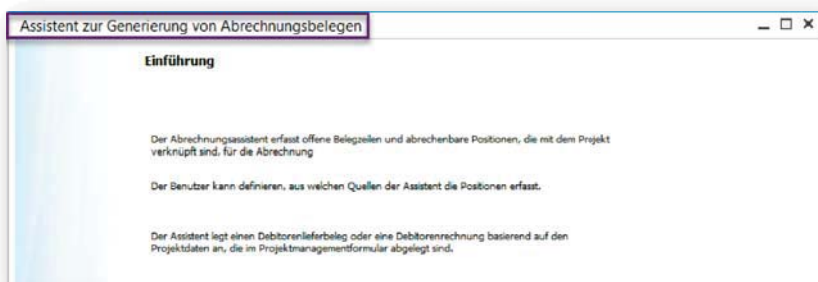 Assistent zur Generierung von Abrechnungsbelegen
Einführung
Der Abrechnungsassistent erfasst offene Belegzeilen und abrechenbare Positionen, die mit dem Projekt
verknüpft sind, für die Abrechnung
Der Benutzer kann definieren, aus welchen Quellen der Assistent die Positionen erfasst.
Der Assistent legt einen Debitorenlieferbeleg oder eine Debitorenrechnung basierend auf den
Projektdaten an, die im Projektmanagementformular abgelegt sind.